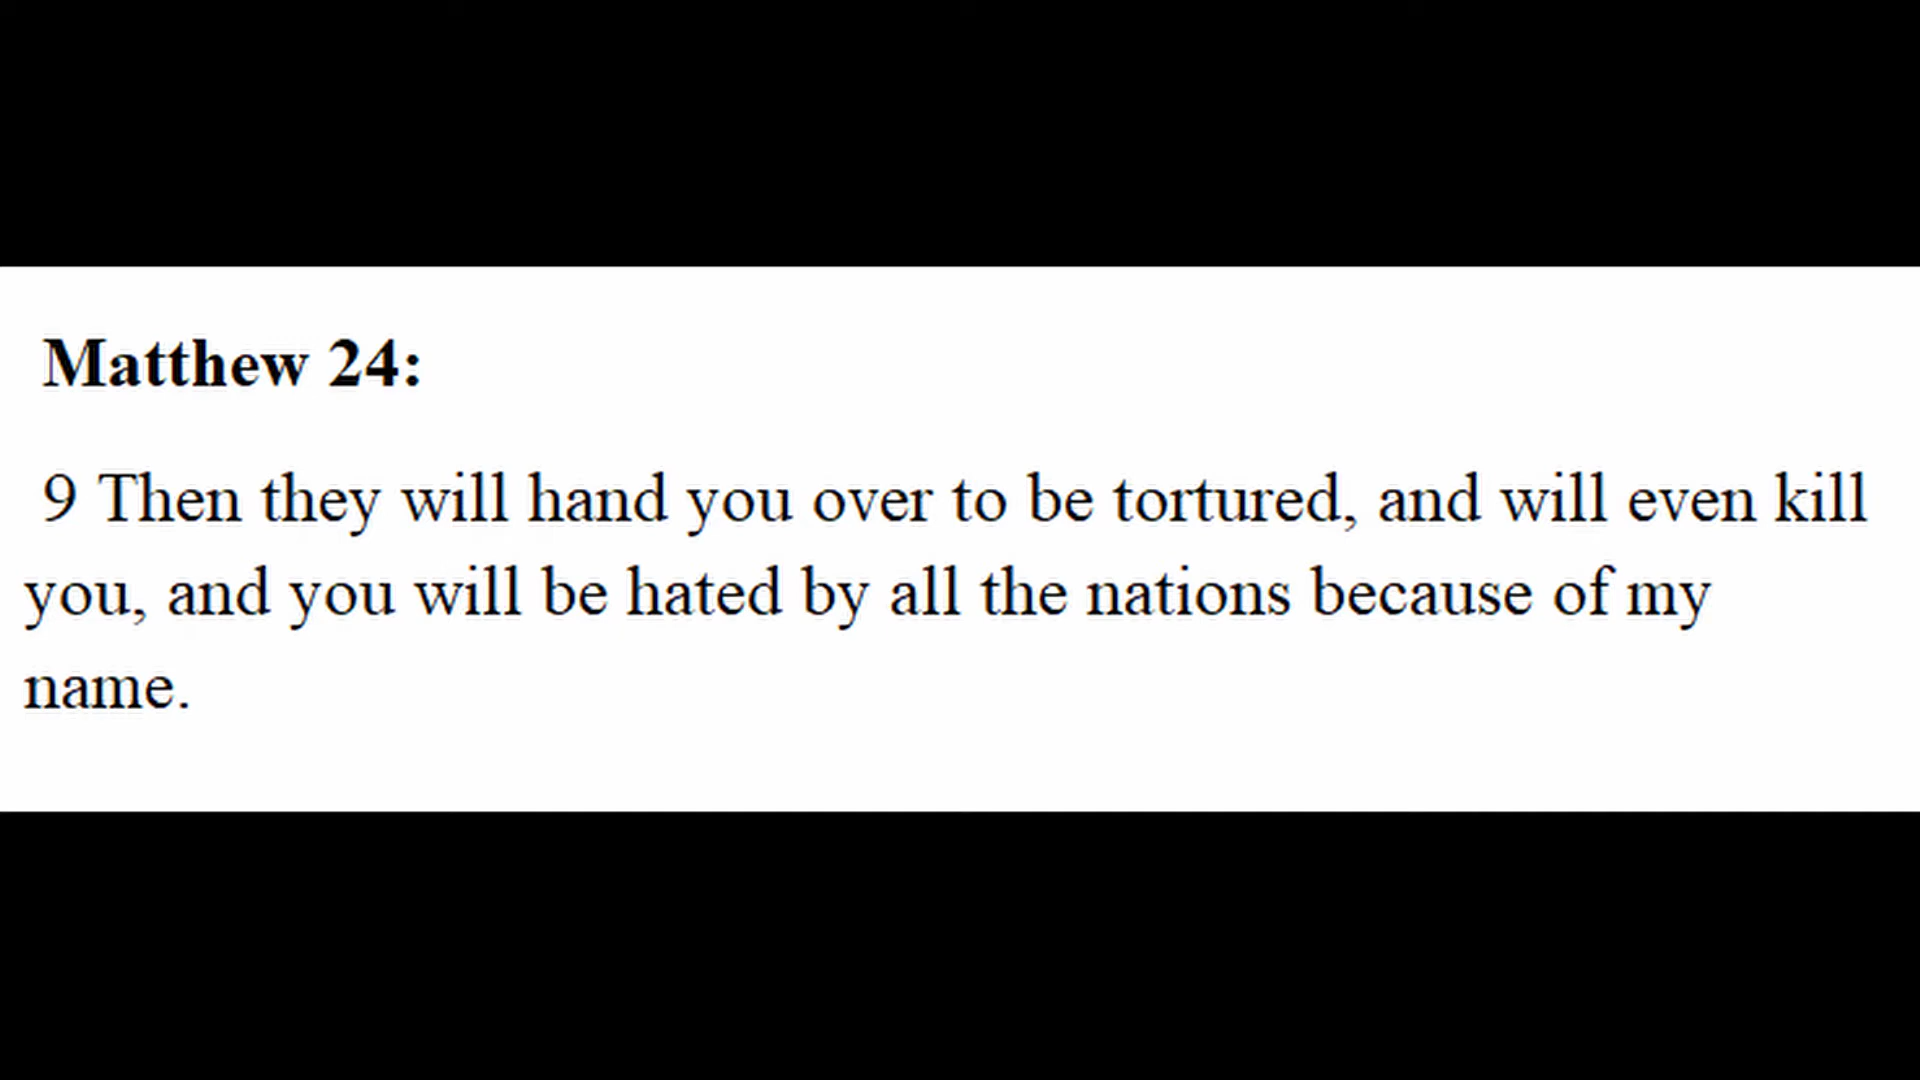 Matthew 24:
9 Then they will hand you over to be tortured, and will even kill
you, and you will be hated by all the nations because of my
name.